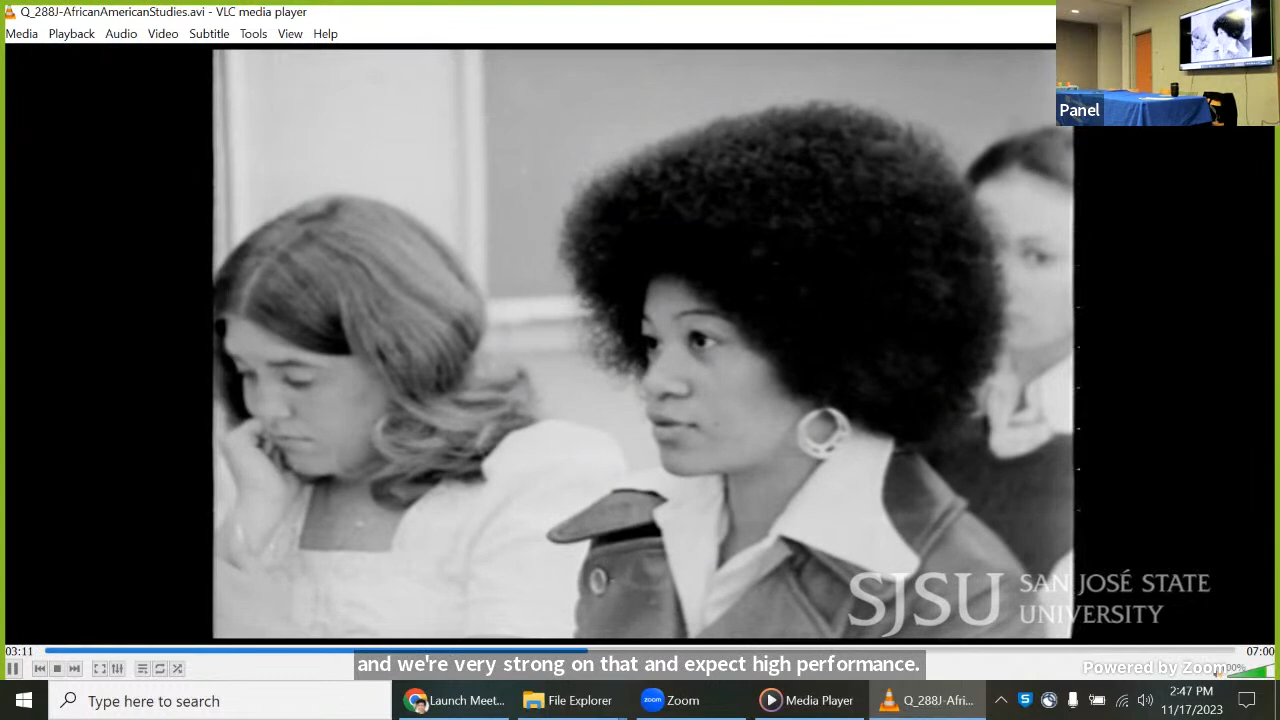 Q_288J-AfricanAmericanStudies.avi - VLC media player
Media Playback Audio Video Subtitle Tools View Help
Panel
SJSU SAN JOSÉ STATE
UNIVERSITY
03:11
07:00
and we're very strong on that and expect high performance.
Powered by Zoom
Type here to search
Launch Meet...
File Explorer
Zoom
Media Player
Q_288J-Afri...
2:47 PM
11/17/2023